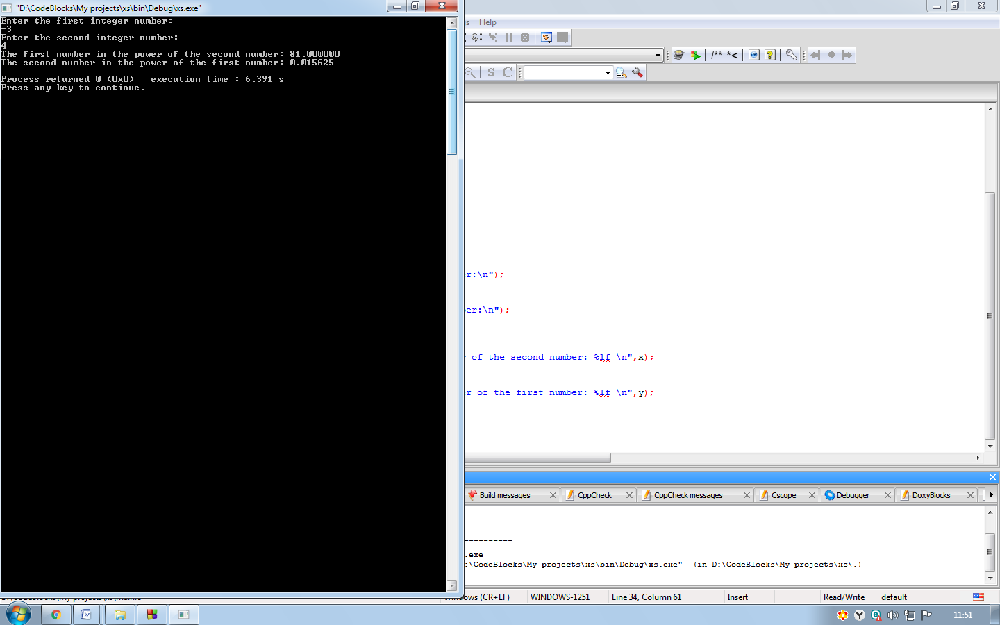 "D:\CodeBlocks\My projects\xs\bin\Debug\xs.exe"
Enter the first integer number:
-3
Enter the second integer number:
4
The first number in the power of the second number: 81.000000
The second number in the power of the first number: 0.015625
Process returned 0 (0x0)   execution time : 6.391 s
Press any key to continue.
Help
/** *<
S C
er:\n");
ber:\n");
of the second number: %lf \n",x);
er of the first number: %lf \n",y);
Build messages
CppCheck
CppCheck messages
Cscope
Debugger
DoxyBlocks
----------
.exe
:\CodeBlocks\My projects\xs\bin\Debug\xs.exe"  (in D:\CodeBlocks\My projects\xs\.)
Windows (CR+LF)
WINDOWS-1251
Line 34, Column 61
Insert
Read/Write
default
11:51